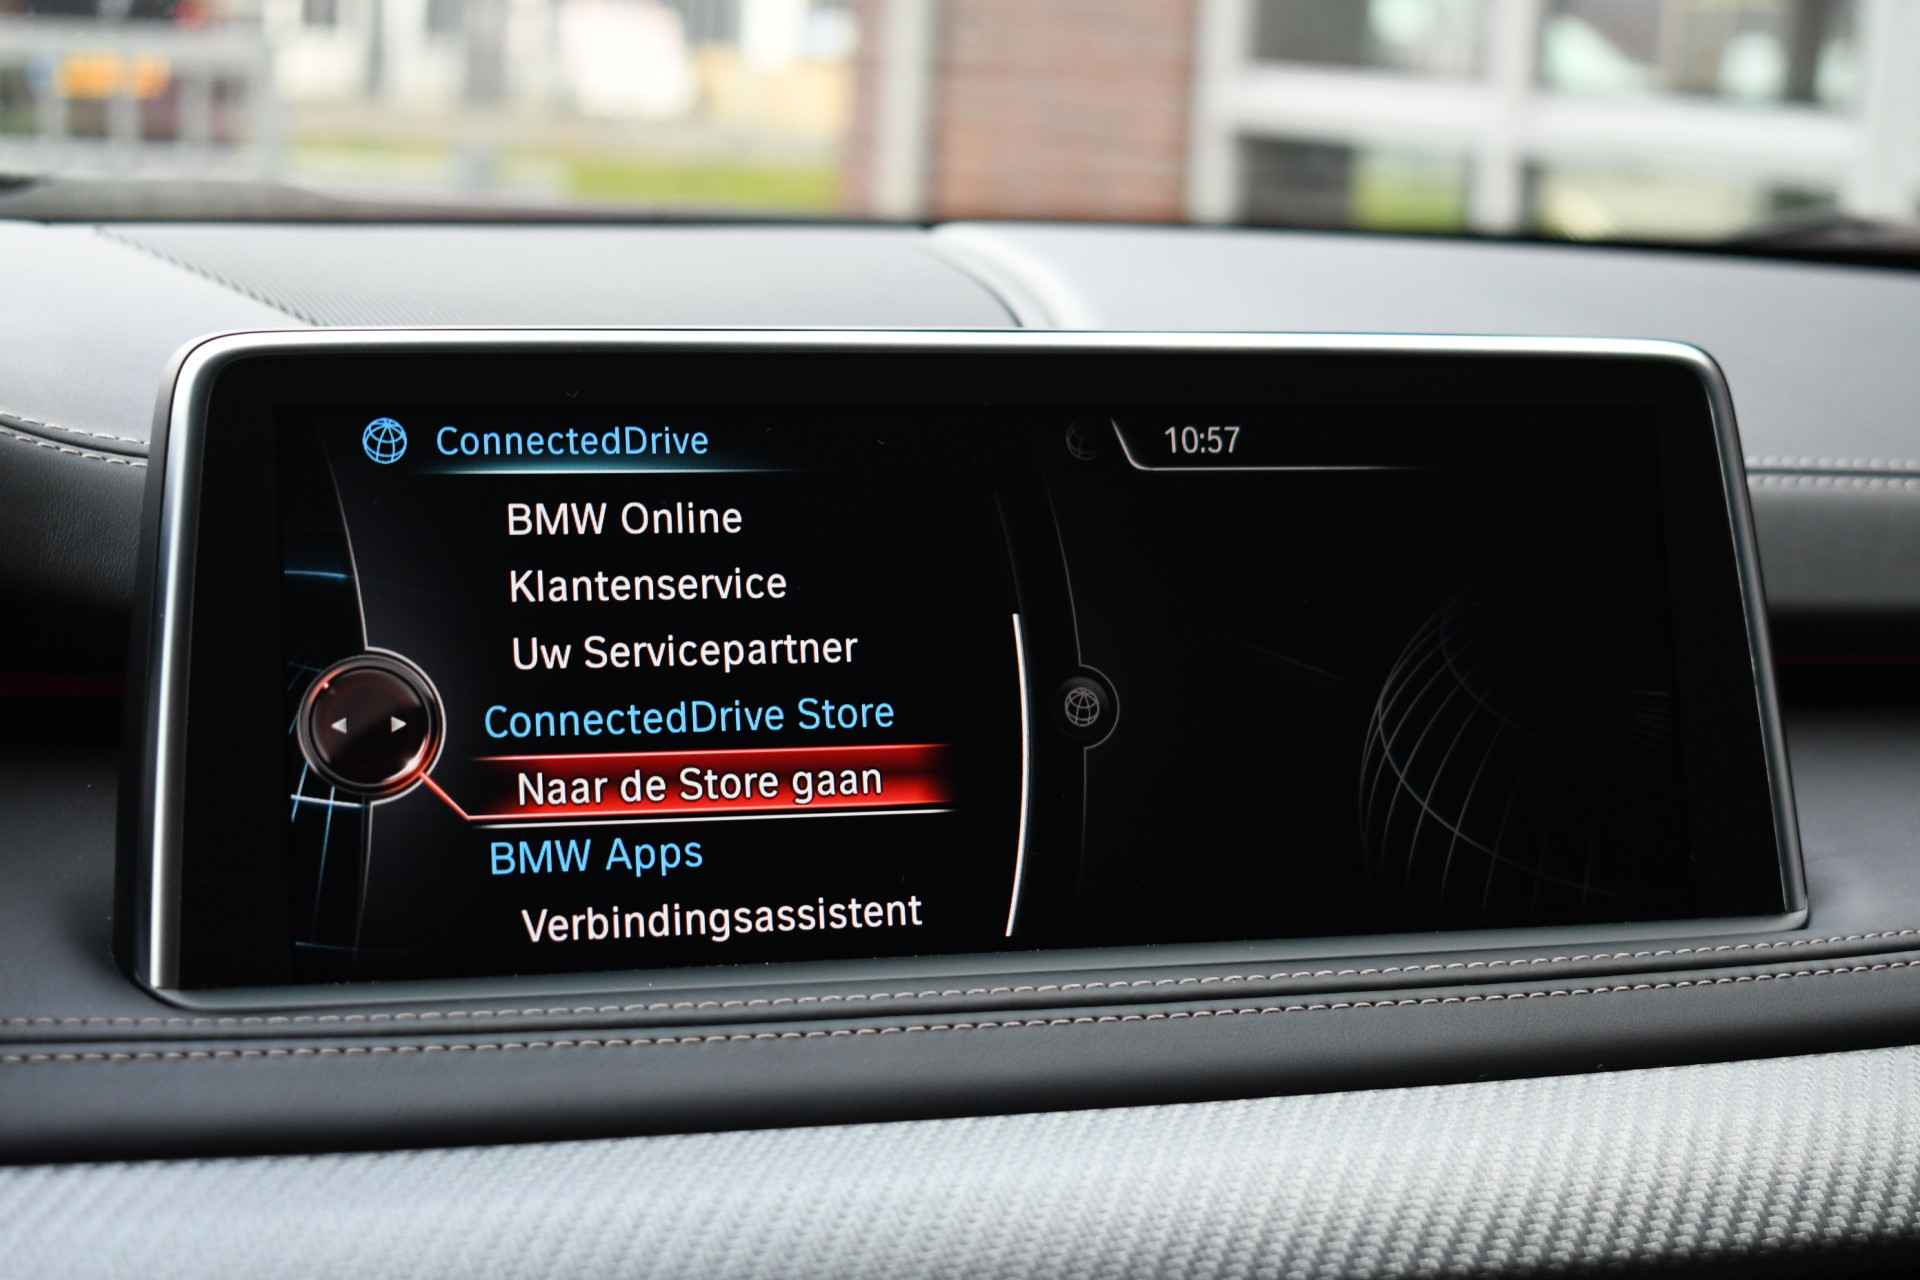 ConnectedDrive
10:57
BMW Online
Klantenservice
Uw Servicepartner
ConnectedDrive Store
Naar de Store gaan
BMW Apps
Verbindingsassistent